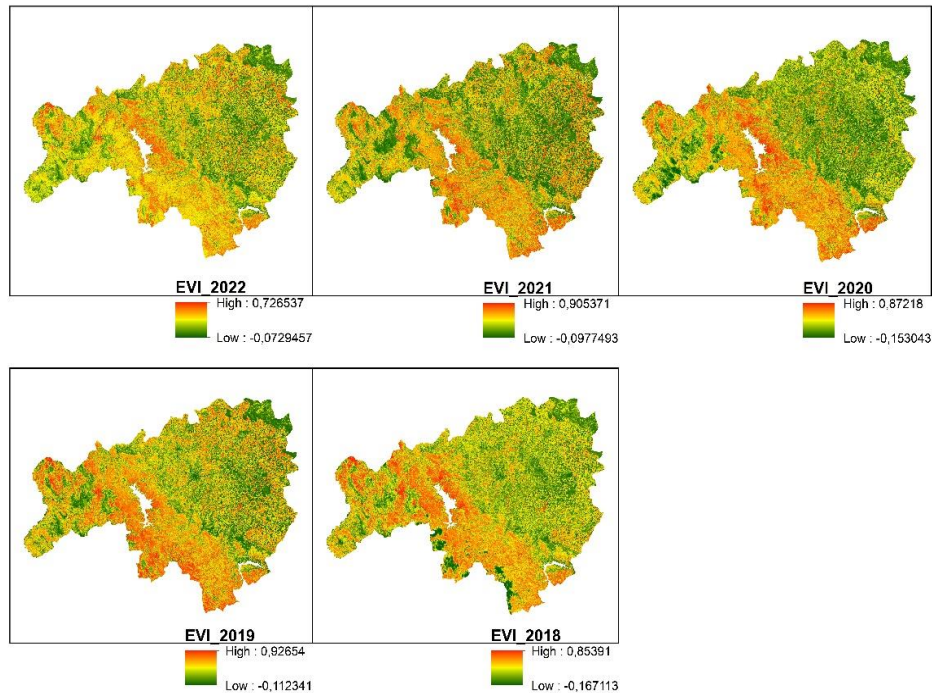 EVI_2022
High : 0,726537
Low : -0,0729457
EVI_2021
High : 0,905371
Low : -0,0977493
EVI_2020
High : 0,87218
Low : -0,153043
EVI_2019
High : 0,92654
Low : -0,112341
EVI_2018
High : 0,85391
Low : -0,167113